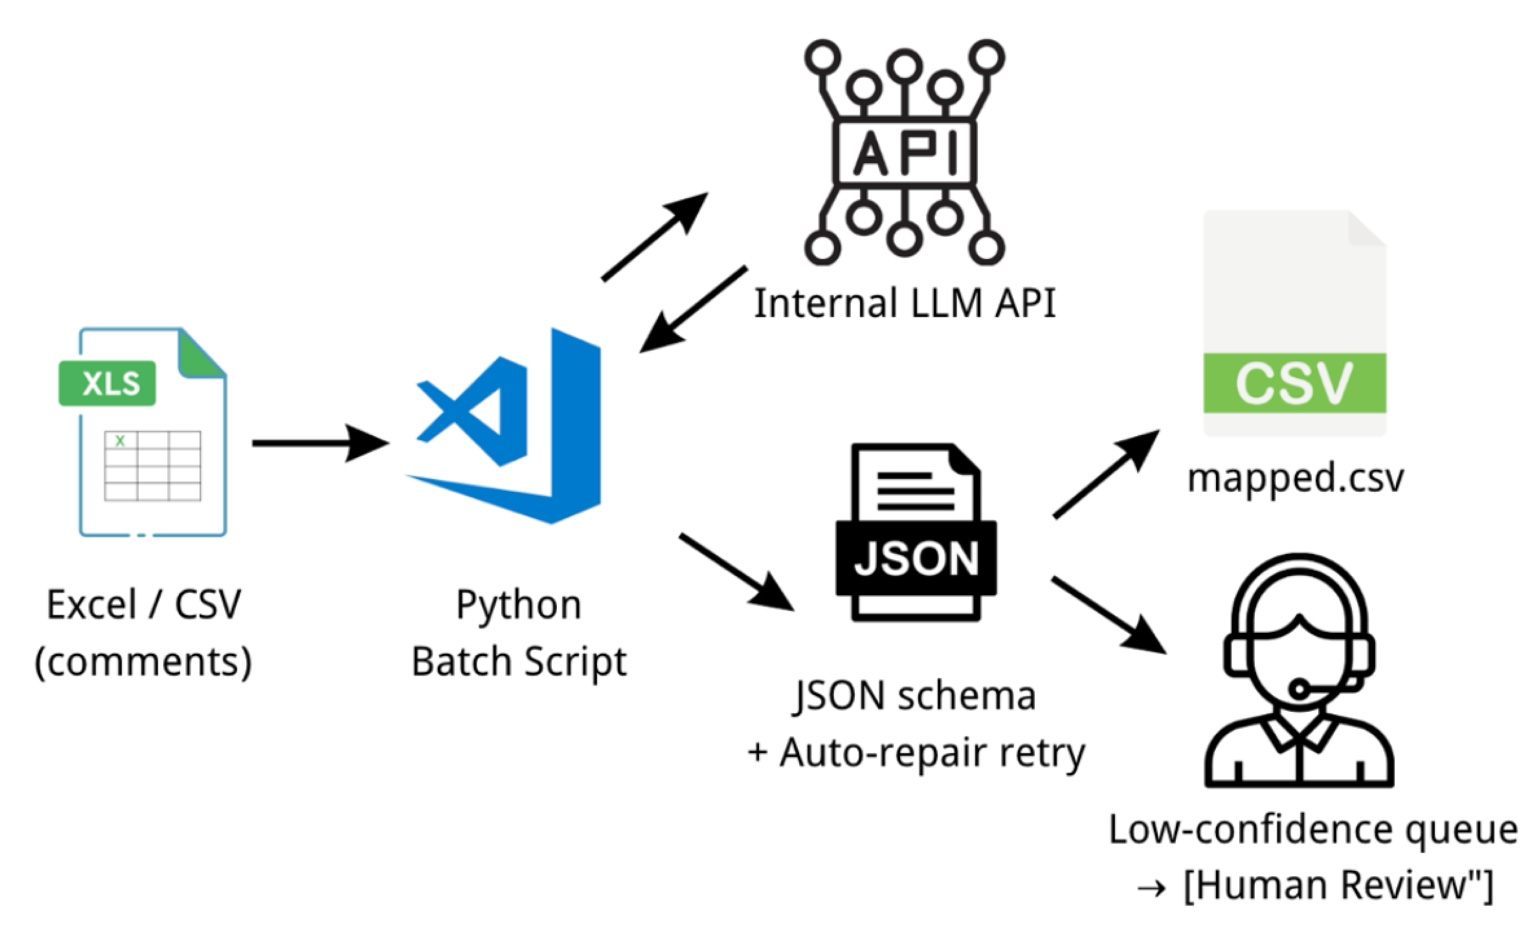 API
Internal LLM API
XLS
X
CSV
mapped.csv
Excel / CSV
(comments)
Python
Batch Script
JSON
JSON schema
+ Auto-repair retry
Low-confidence queue
→ [Human Review"]